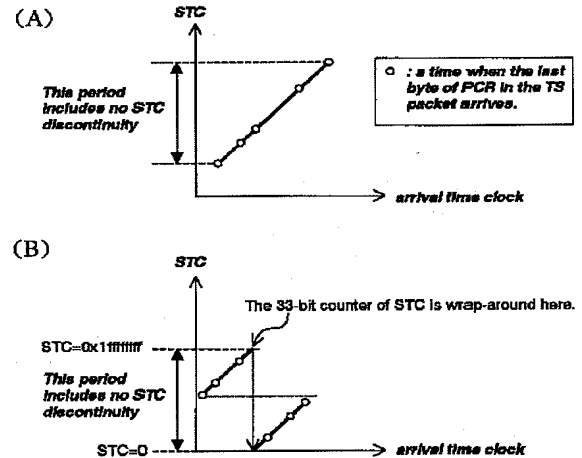 (A)
STC
This period
includes no STC
discontinuity
o : a time when the last
byte of PCR in the TS
packet arrives.
arrival time clock
(B)
STC
The 33-bit counter of STC is wrap-around here.
STC=0x1ffffffff
This period
includes no STC
discontinuity
STC=0
arrival time clock